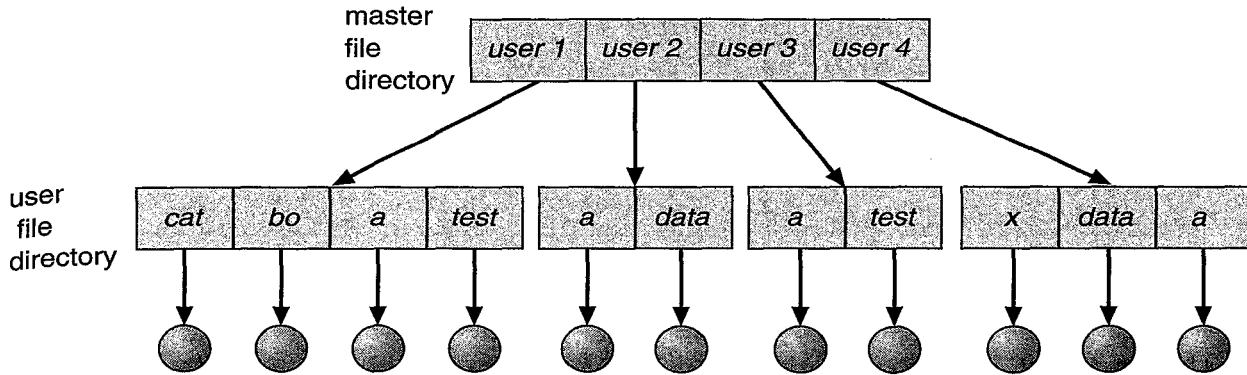 master
file
directory
user 1 user 2 user 3 user 4
user
file
directory
cat bo a test a data a test x data a